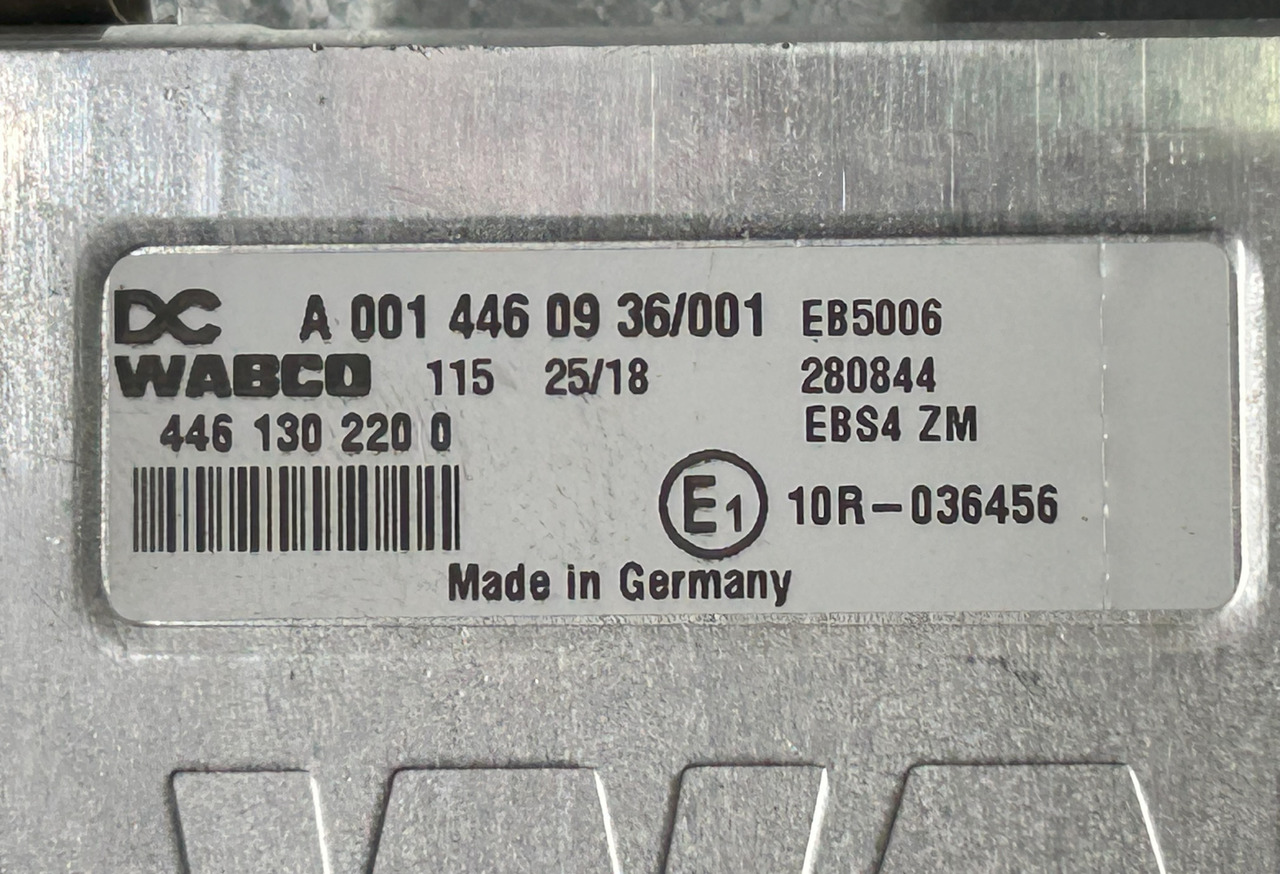 DC A 001 446 09 36/001 EB5006
WABCO 115 25/18 280844
446 130 220 0 EBS4 ZM
E1 10R-036456
Made in Germany